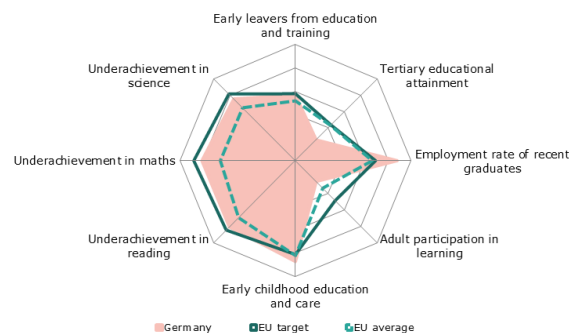 Early leavers from education
and training
Underachievement in
science
Tertiary educational
attainment
Underachievement in maths
Employment rate of recent
graduates
Underachievement in
reading
Adult participation in
learning
Early childhood education
and care
Germany EU target EU average